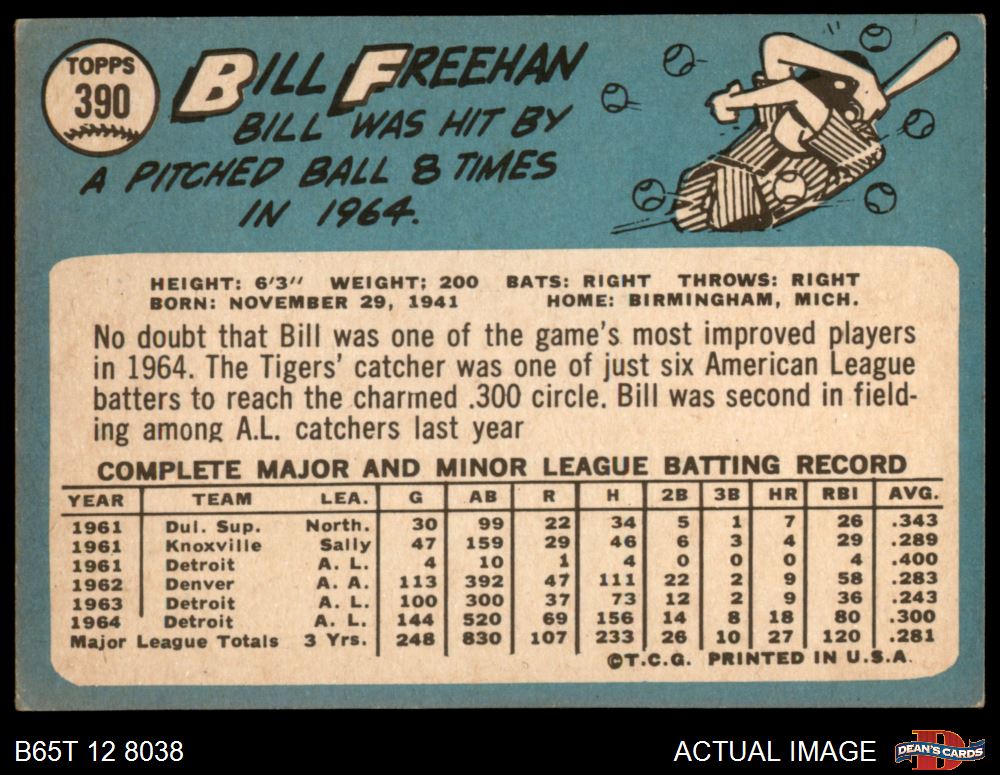 TOPPS
390
BILL FREEHAN
BILL WAS HIT BY
A PITCHED BALL 8 TIMES
IN 1964.
HEIGHT: 6'3" WEIGHT: 200 BATS: RIGHT THROWS: RIGHT
BORN: NOVEMBER 29, 1941 HOME: BIRMINGHAM, MICH.
No doubt that Bill was one of the game's most improved players
in 1964. The Tigers' catcher was one of just six American League
batters to reach the charmed .300 circle. Bill was second in field-
ing among A.L. catchers last year
COMPLETE MAJOR AND MINOR LEAGUE BATTING RECORD
YEAR TEAM LEA. G AB R H 2B 3B HR RBI AVG.
1961 Dul. Sup. North. 30 99 22 34 5 1 7 26 .343
1961 Knoxville Sally 47 159 29 46 6 3 4 29 .289
1961 Detroit A. L. 4 10 1 4 0 0 0 4 .400
1962 Denver A. A. 113 392 47 111 22 2 9 58 .283
1963 Detroit A. L. 100 300 37 73 12 2 9 36 .243
1964 Detroit A. L. 144 520 69 156 14 8 18 80 .300
Major League Totals 3 Yrs. 248 830 107 233 26 10 27 120 .281
©T.C.G. PRINTED IN U.S.A.
B65T 12 8038
ACTUAL IMAGE
DEAN'S CARDS